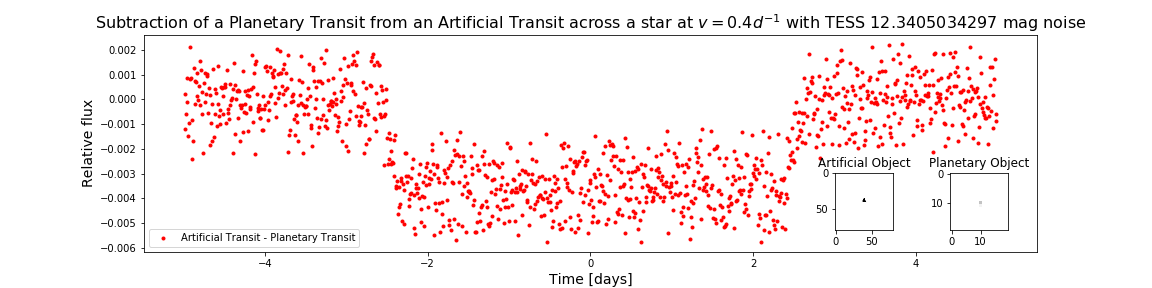 Subtraction of a Planetary Transit from an Artificial Transit across a star at v = 0.4d⁻¹ with TESS 12.3405034297 mag noise
Relative flux
0.002
0.001
0.000
−0.001
−0.002
−0.003
−0.004
−0.005
−0.006
Artificial Transit - Planetary Transit
Artificial Object
0
50
0 50
Planetary Object
0
10
0 10
−4 −2 0 2 4
Time [days]